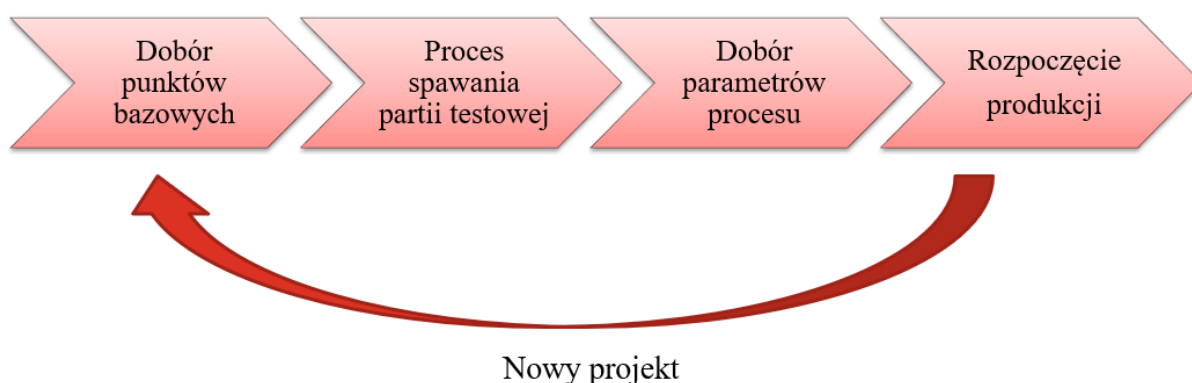 Dobór
punktów
bazowych
Proces
spawania
partii testowej
Dobór
parametrów
procesu
Rozpoczęcie
produkcji
Nowy projekt